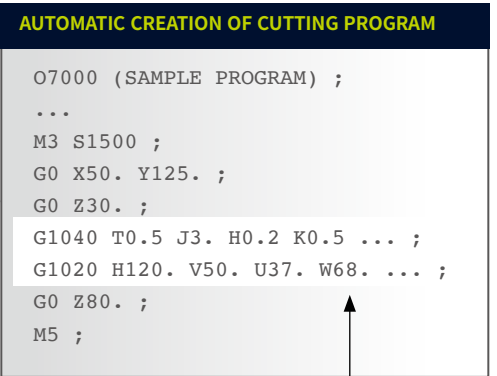 AUTOMATIC CREATION OF CUTTING PROGRAM
O7000 (SAMPLE PROGRAM) ;
...
M3 S1500 ;
G0 X50. Y125. ;
G0 Z30. ;
G1040 T0.5 J3. H0.2 K0.5 ... ;
G1020 H120. V50. U37. W68. ... ;
G0 Z80. ;
M5 ;